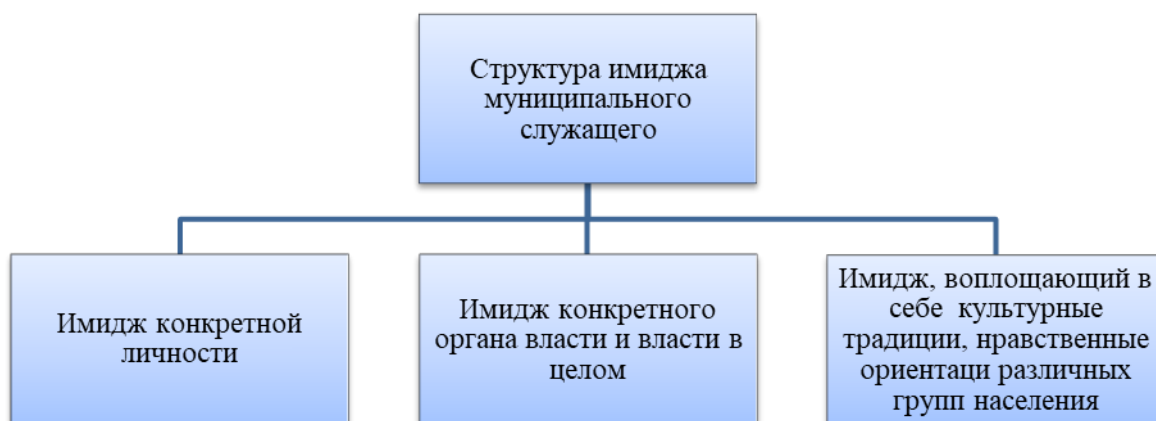 Структура имиджа
муниципального
служащего
Имидж конкретной
личности
Имидж конкретного
органа власти и власти в
целом
Имидж, воплощающий в
себе культурные
традиции, нравственные
ориентаци различных
групп населения